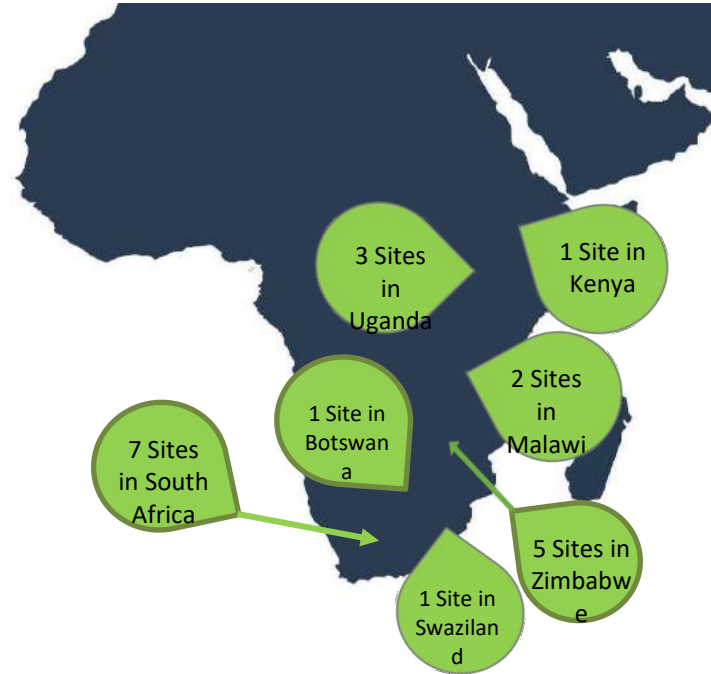 3 Sites
in
Uganda
1 Site in
Kenya
2 Sites
in
Malawi
1 Site in
Botswan
a
7 Sites
in South
Africa
5 Sites in
Zimbabw
e
1 Site in
Swazilan
d